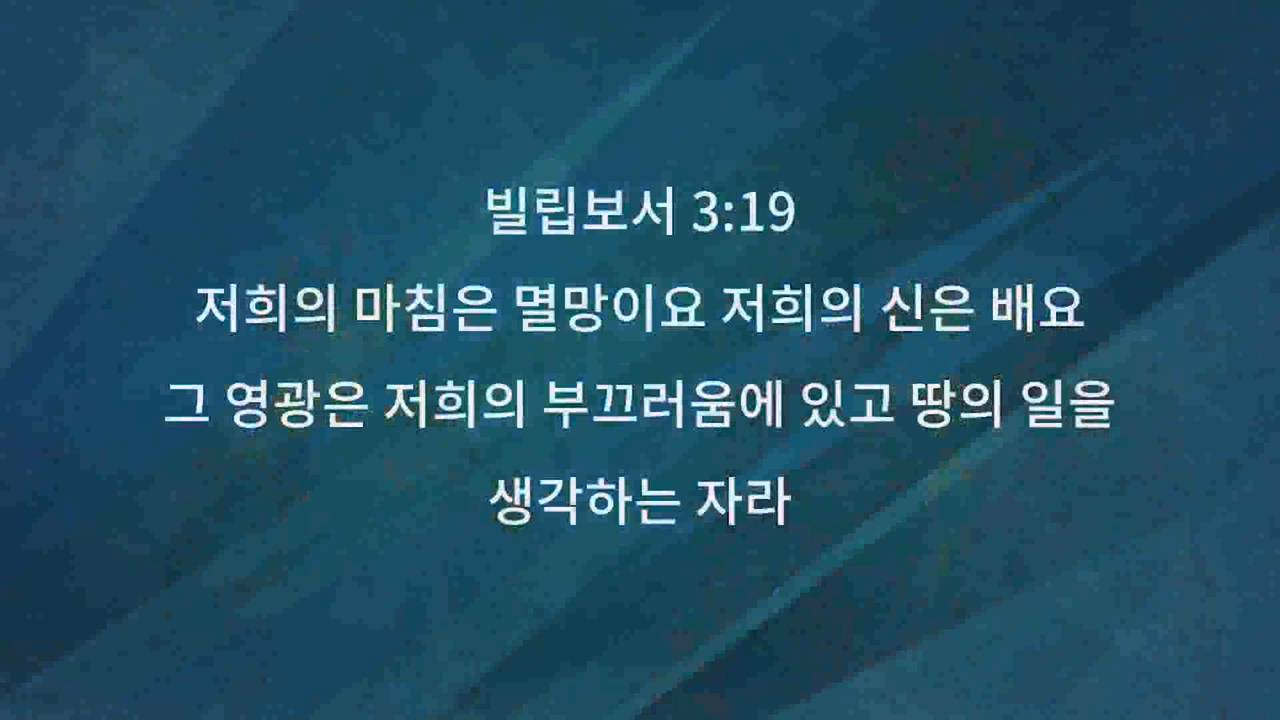 빌립보서 3:19
저희의 마침은 멸망이요 저희의 신은 배요
그 영광은 저희의 부끄러움에 있고 땅의 일을
생각하는 자라